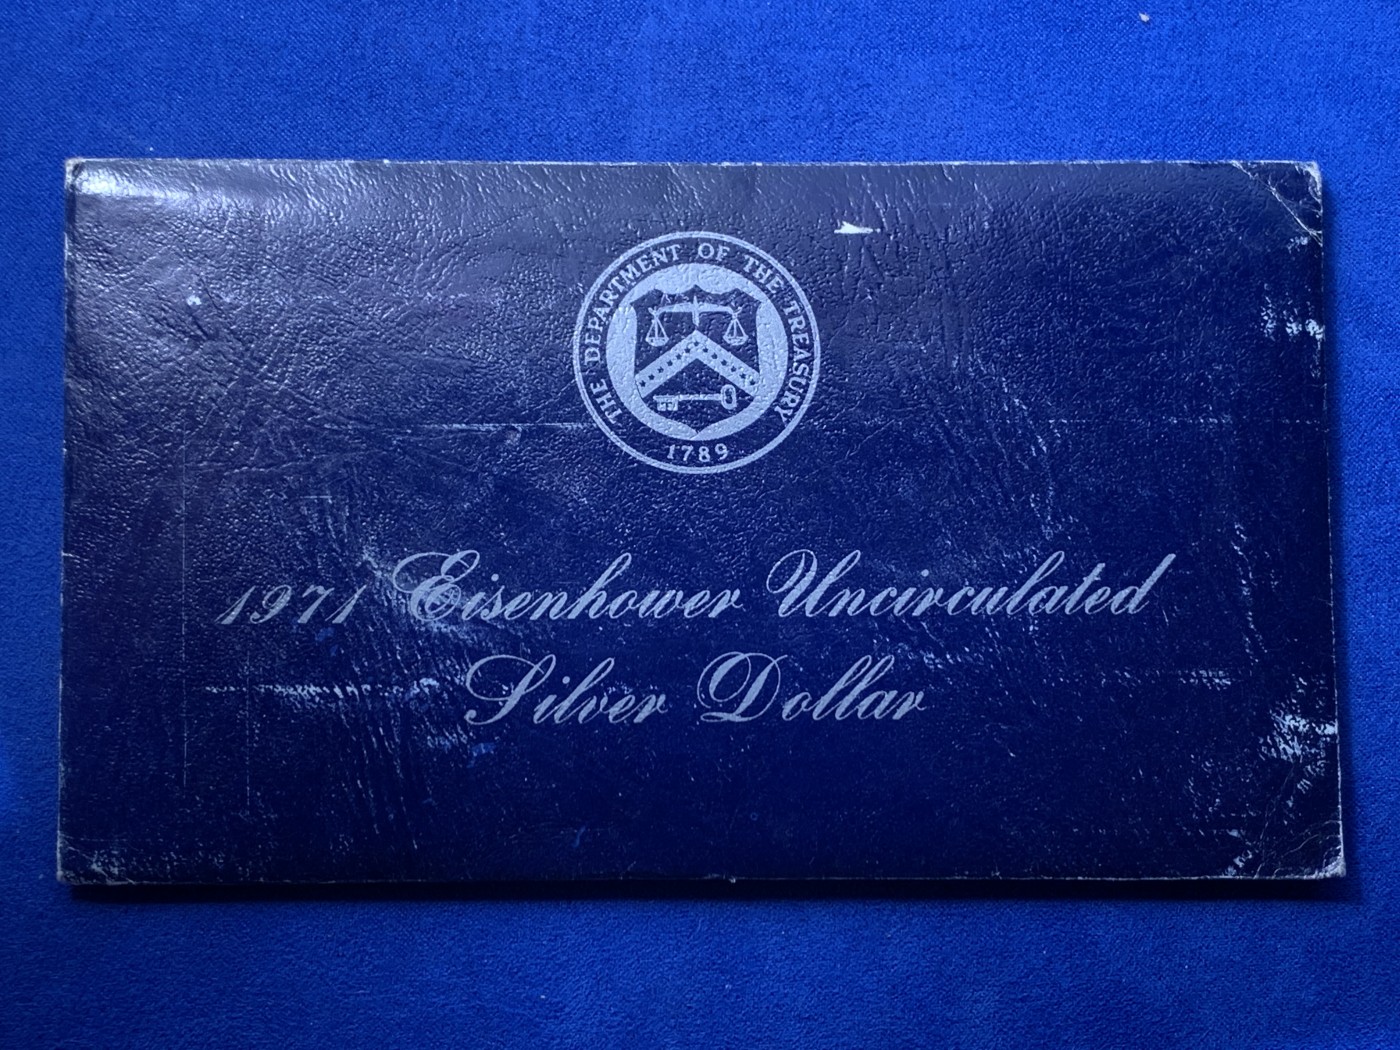 THE DEPARTMENT OF THE TREASURY
1789
1971 Eisenhower Uncirculated
Silver Dollar